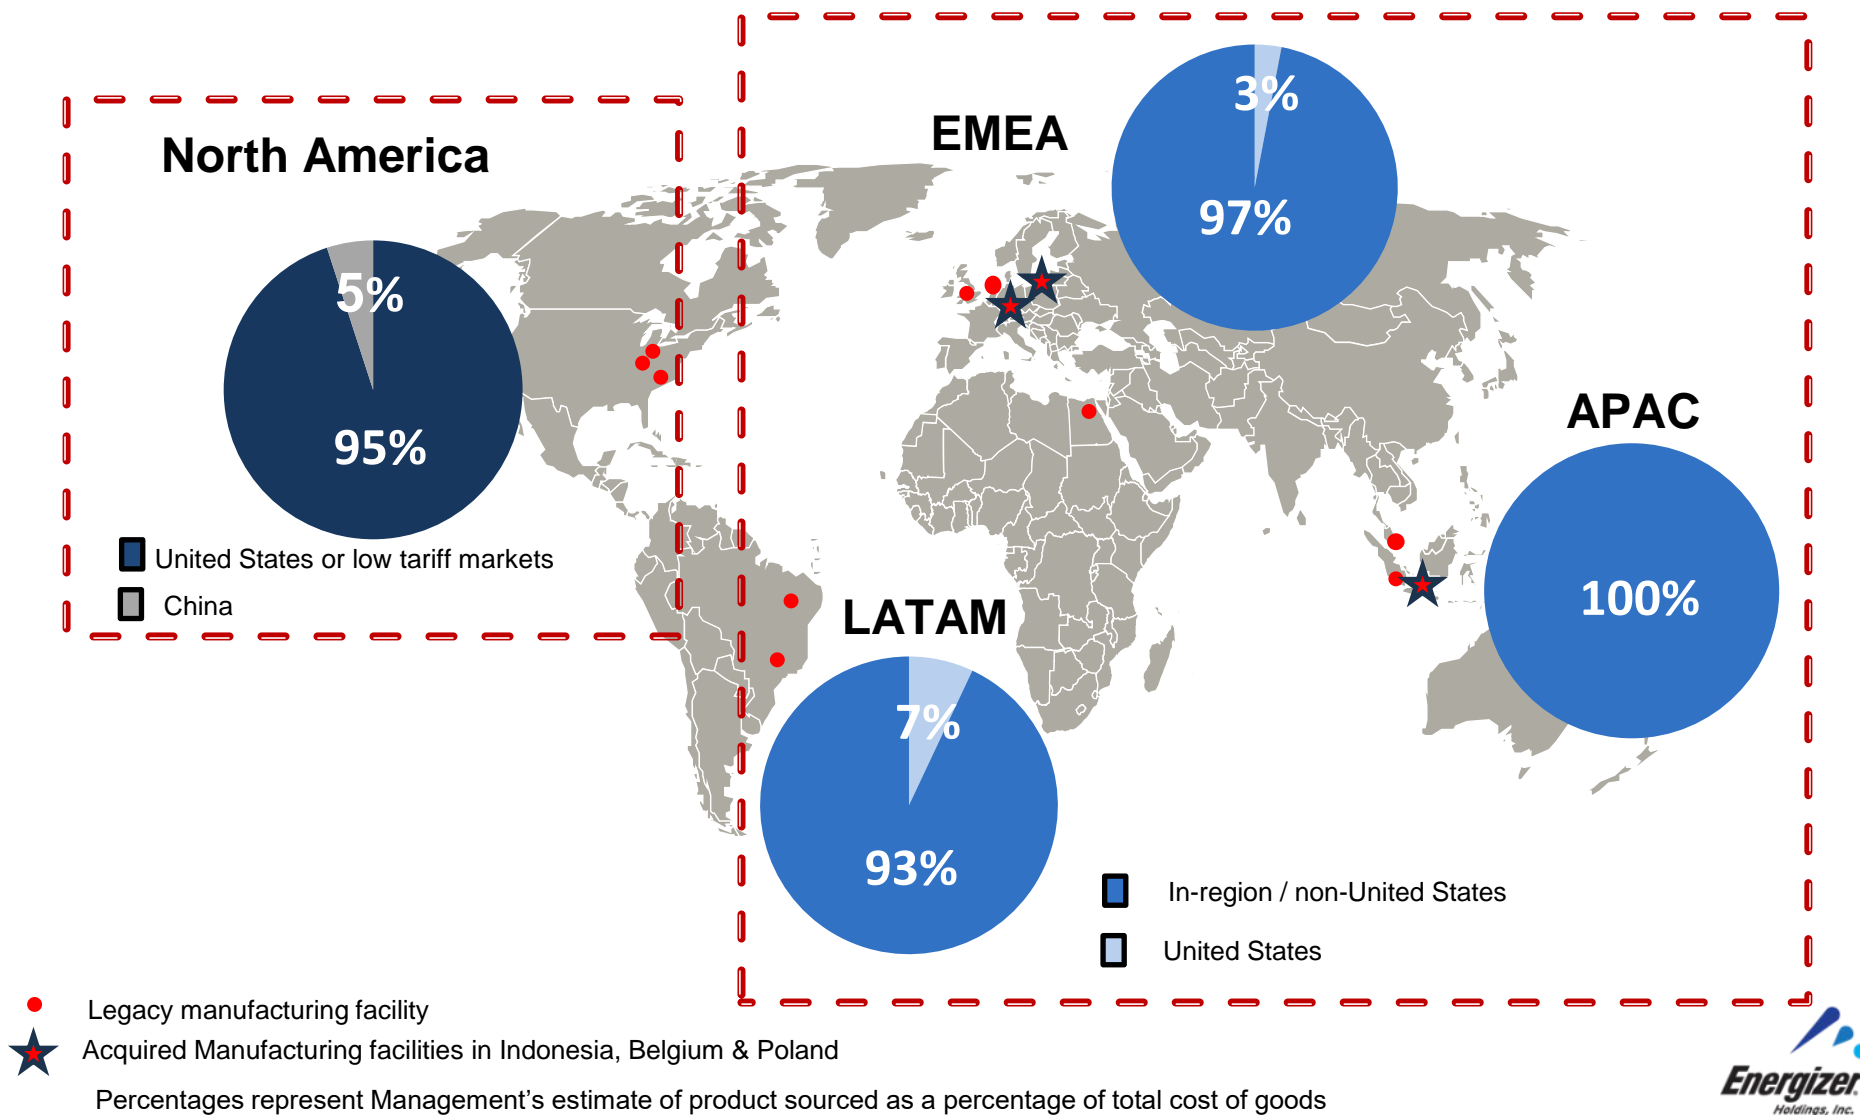 North America
5%
95%
United States or low tariff markets
China
EMEA
3%
97%
APAC
100%
LATAM
7%
93%
In-region / non-United States
United States
Legacy manufacturing facility
Acquired Manufacturing facilities in Indonesia, Belgium & Poland
Percentages represent Management’s estimate of product sourced as a percentage of total cost of goods
Energizer
Holdings, Inc.